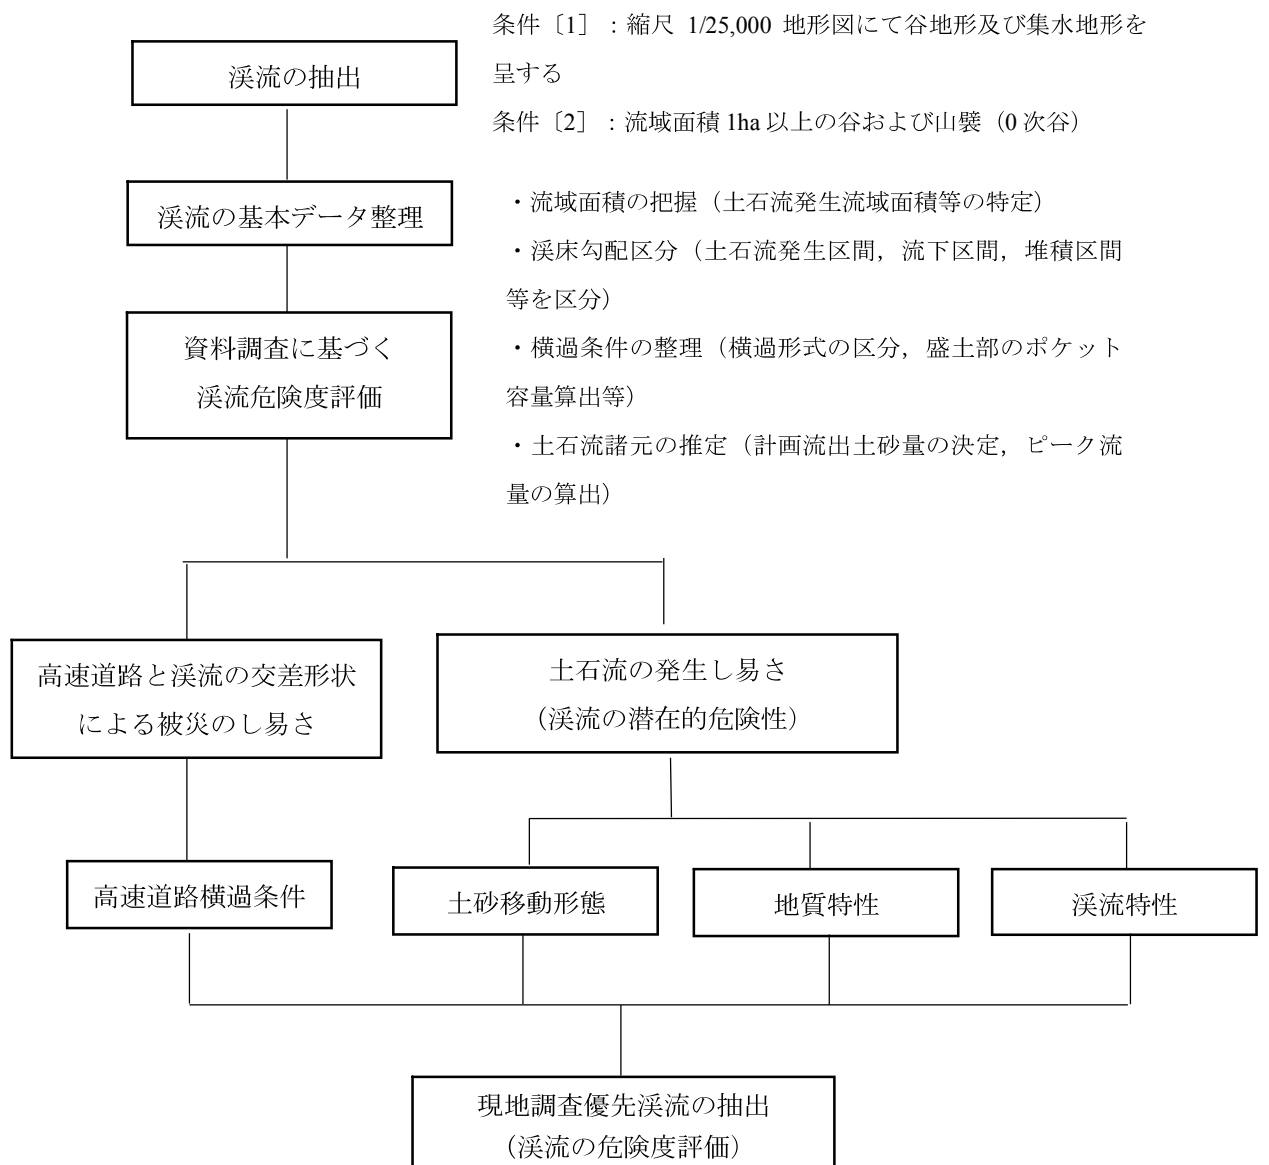 条件〔1〕：縮尺 1/25,000 地形図にて谷地形及び集水地形を
呈する
渓流の抽出
条件〔2〕：流域面積 1ha 以上の谷および山襞（0 次谷）
渓流の基本データ整理
・流域面積の把握（土石流発生流域面積等の特定）
・渓床勾配区分（土石流発生区間，流下区間，堆積区間
等を区分）
・横過条件の整理（横過形式の区分，盛土部のポケット
容量算出等）
・土石流諸元の推定（計画流出土砂量の決定，ピーク流
量の算出）
資料調査に基づく
渓流危険度評価
高速道路と渓流の交差形状
による被災のし易さ
土石流の発生し易さ
（渓流の潜在的危険性）
高速道路横過条件
土砂移動形態
地質特性
渓流特性
現地調査優先渓流の抽出
（渓流の危険度評価）